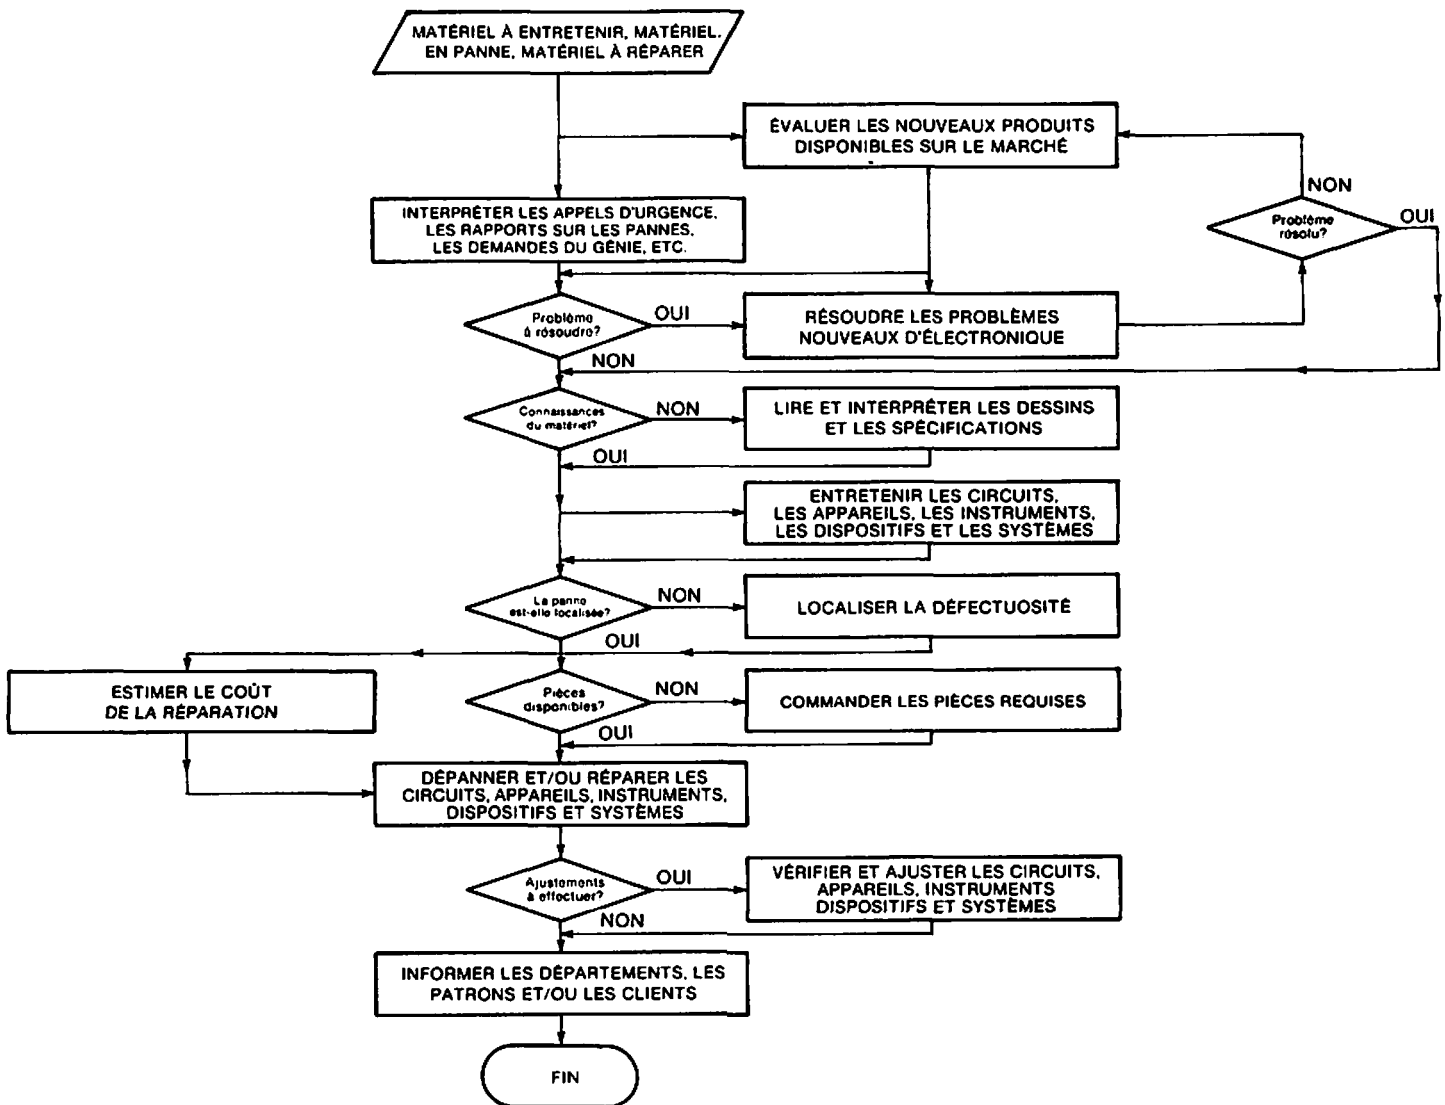 MATÉRIEL À ENTRETENIR, MATÉRIEL.
EN PANNE, MATÉRIEL À RÉPARER
ÉVALUER LES NOUVEAUX PRODUITS
DISPONIBLES SUR LE MARCHÉ
NON
OUI
Problème
résolu?
INTERPRÉTER LES APPELS D'URGENCE,
LES RAPPORTS SUR LES PANNES,
LES DEMANDES DU GÉNIE, ETC.
Problème
à résoudre?
OUI
RÉSOUDRE LES PROBLÈMES
NOUVEAUX D'ÉLECTRONIQUE
NON
Connaissances
du matériel?
NON
LIRE ET INTERPRÉTER LES DESSINS
ET LES SPÉCIFICATIONS
OUI
ENTRETENIR LES CIRCUITS,
LES APPAREILS, LES INSTRUMENTS,
LES DISPOSITIFS ET LES SYSTÈMES
La panne
est-elle localisée?
NON
LOCALISER LA DÉFECTUOSITÉ
OUI
ESTIMER LE COÛT
DE LA RÉPARATION
Pièces
disponibles?
NON
COMMANDER LES PIÈCES REQUISES
OUI
DÉPANNER ET/OU RÉPARER LES
CIRCUITS, APPAREILS, INSTRUMENTS,
DISPOSITIFS ET SYSTÈMES
Ajustements
à effectuer?
OUI
VÉRIFIER ET AJUSTER LES CIRCUITS,
APPAREILS, INSTRUMENTS
DISPOSITIFS ET SYSTÈMES
NON
INFORMER LES DÉPARTEMENTS, LES
PATRONS ET/OU LES CLIENTS
FIN